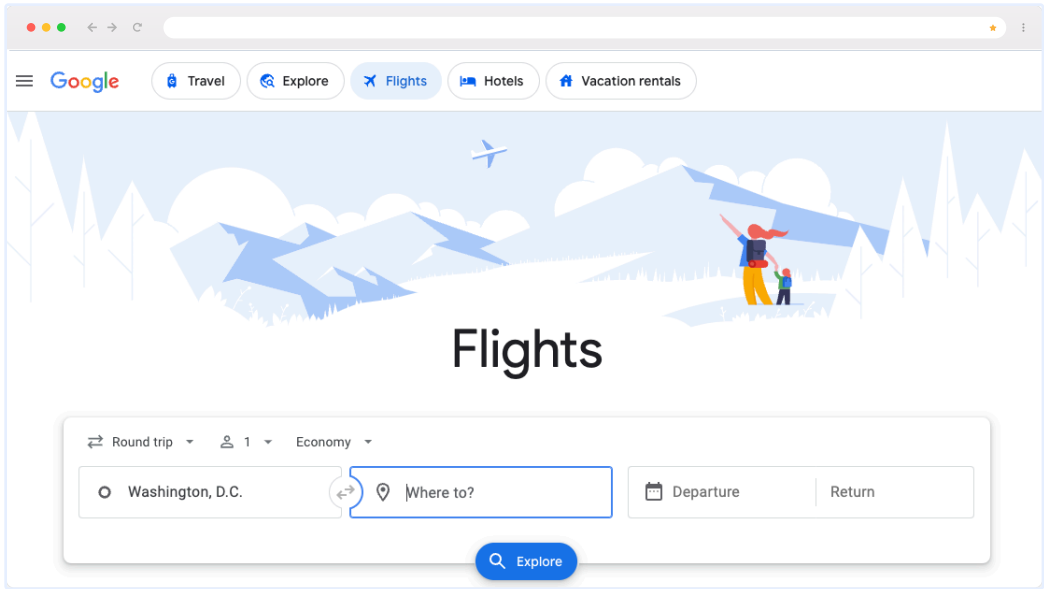 Google Travel Explore Flights Hotels Vacation rentals
Flights
Round trip 1 Economy
Washington, D.C. Where to? Departure Return
Explore